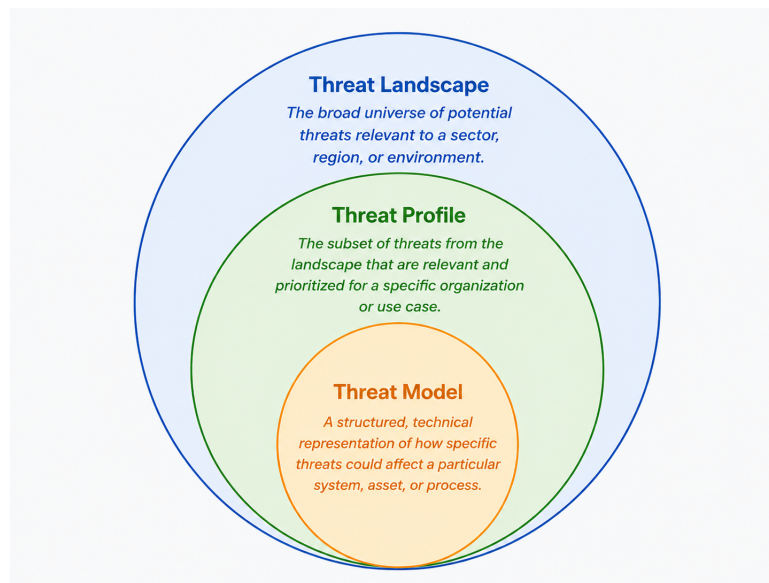 Threat Landscape
The broad universe of potential
threats relevant to a sector,
region, or environment.
Threat Profile
The subset of threats from the
landscape that are relevant and
prioritized for a specific organization
or use case.
Threat Model
A structured, technical
representation of how specific
threats could affect a particular
system, asset, or process.